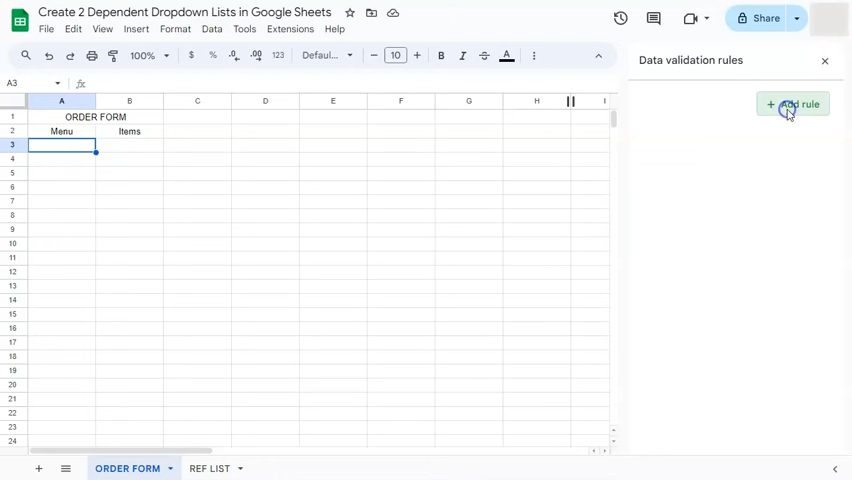 Create 2 Dependent Dropdown Lists in Google Sheets
File Edit View Insert Format Data Tools Extensions Help
Share
100% $ % .0 .00 123 Defaul... 10 B I S A
Data validation rules
A3 fx
+ Add rule
A B C D E F G H I
1 ORDER FORM
2 Menu Items
3
4
5
6
7
8
9
10
11
12
13
14
15
16
17
18
19
20
21
22
23
24
ORDER FORM REF LIST